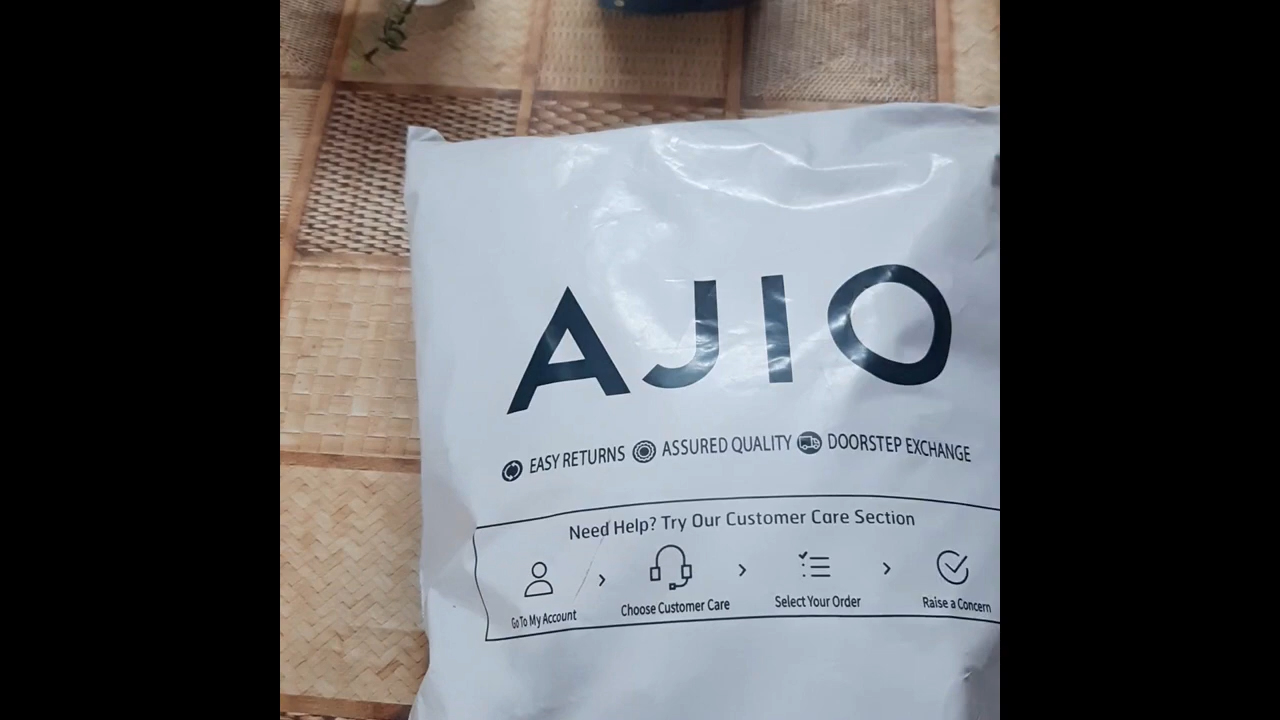 AJIO
EASY RETURNS ASSURED QUALITY DOORSTEP EXCHANGE
Need Help? Try Our Customer Care Section
Go To My Account > Choose Customer Care > Select Your Order > Raise a Concern